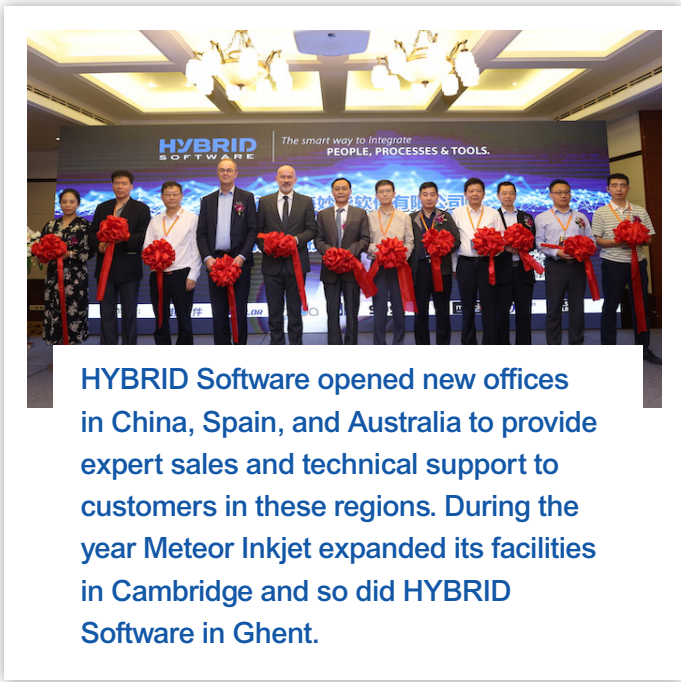 HYBRID
SOFTWARE
The smart way to integrate
PEOPLE, PROCESSES & TOOLS.
HYBRID Software opened new offices
in China, Spain, and Australia to provide
expert sales and technical support to
customers in these regions. During the
year Meteor Inkjet expanded its facilities
in Cambridge and so did HYBRID
Software in Ghent.